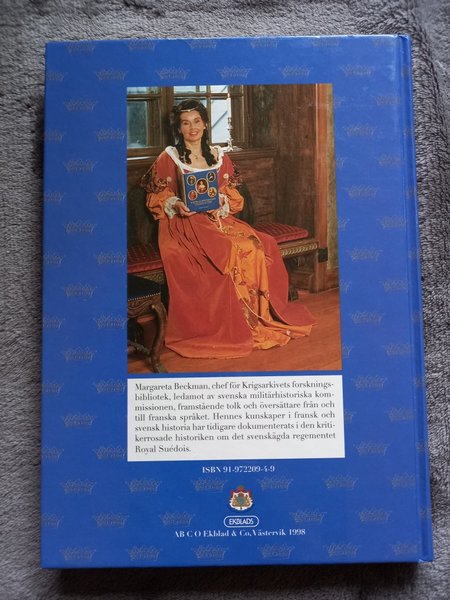 Margareta Beckman, chef för Krigsarkivets forsknings-
bibliotek, ledamot av svenska militärhistoriska kom-
missionen, framstående tolk och översättare från och
till franska språket. Hennes kunskaper i fransk och
svensk historia har tidigare dokumenterats i den kriti-
kerrosade historiken om det svenskägda regementet
Royal Suédois.
ISBN 91-972209-4-9
EKBLADS
AB C O Ekblad & Co, Västervik 1998